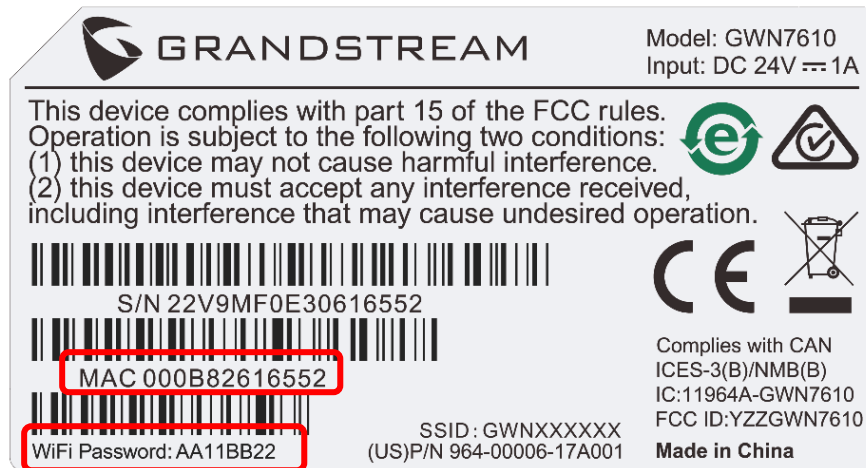 GRANDSTREAM
Model: GWN7610
Input: DC 24V ⎓ 1A
This device complies with part 15 of the FCC rules.
Operation is subject to the following two conditions:
(1) this device may not cause harmful interference.
(2) this device must accept any interference received,
including interference that may cause undesired operation.
S/N 22V9MF0E30616552
MAC 000B82616552
WiFi Password: AA11BB22
SSID: GWNXXXXXX
(US)P/N 964-00006-17A001
CE
Complies with CAN
ICES-3(B)/NMB(B)
IC:11964A-GWN7610
FCC ID:YZZGWN7610
Made in China